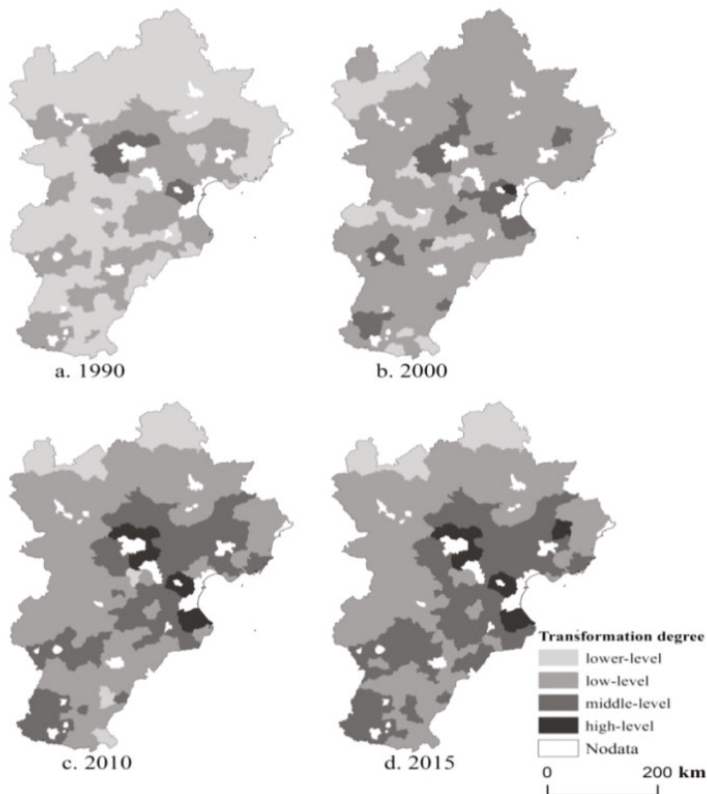 a. 1990
b. 2000
c. 2010
d. 2015
Transformation degree
lower-level
low-level
middle-level
high-level
Nodata
0 200 km